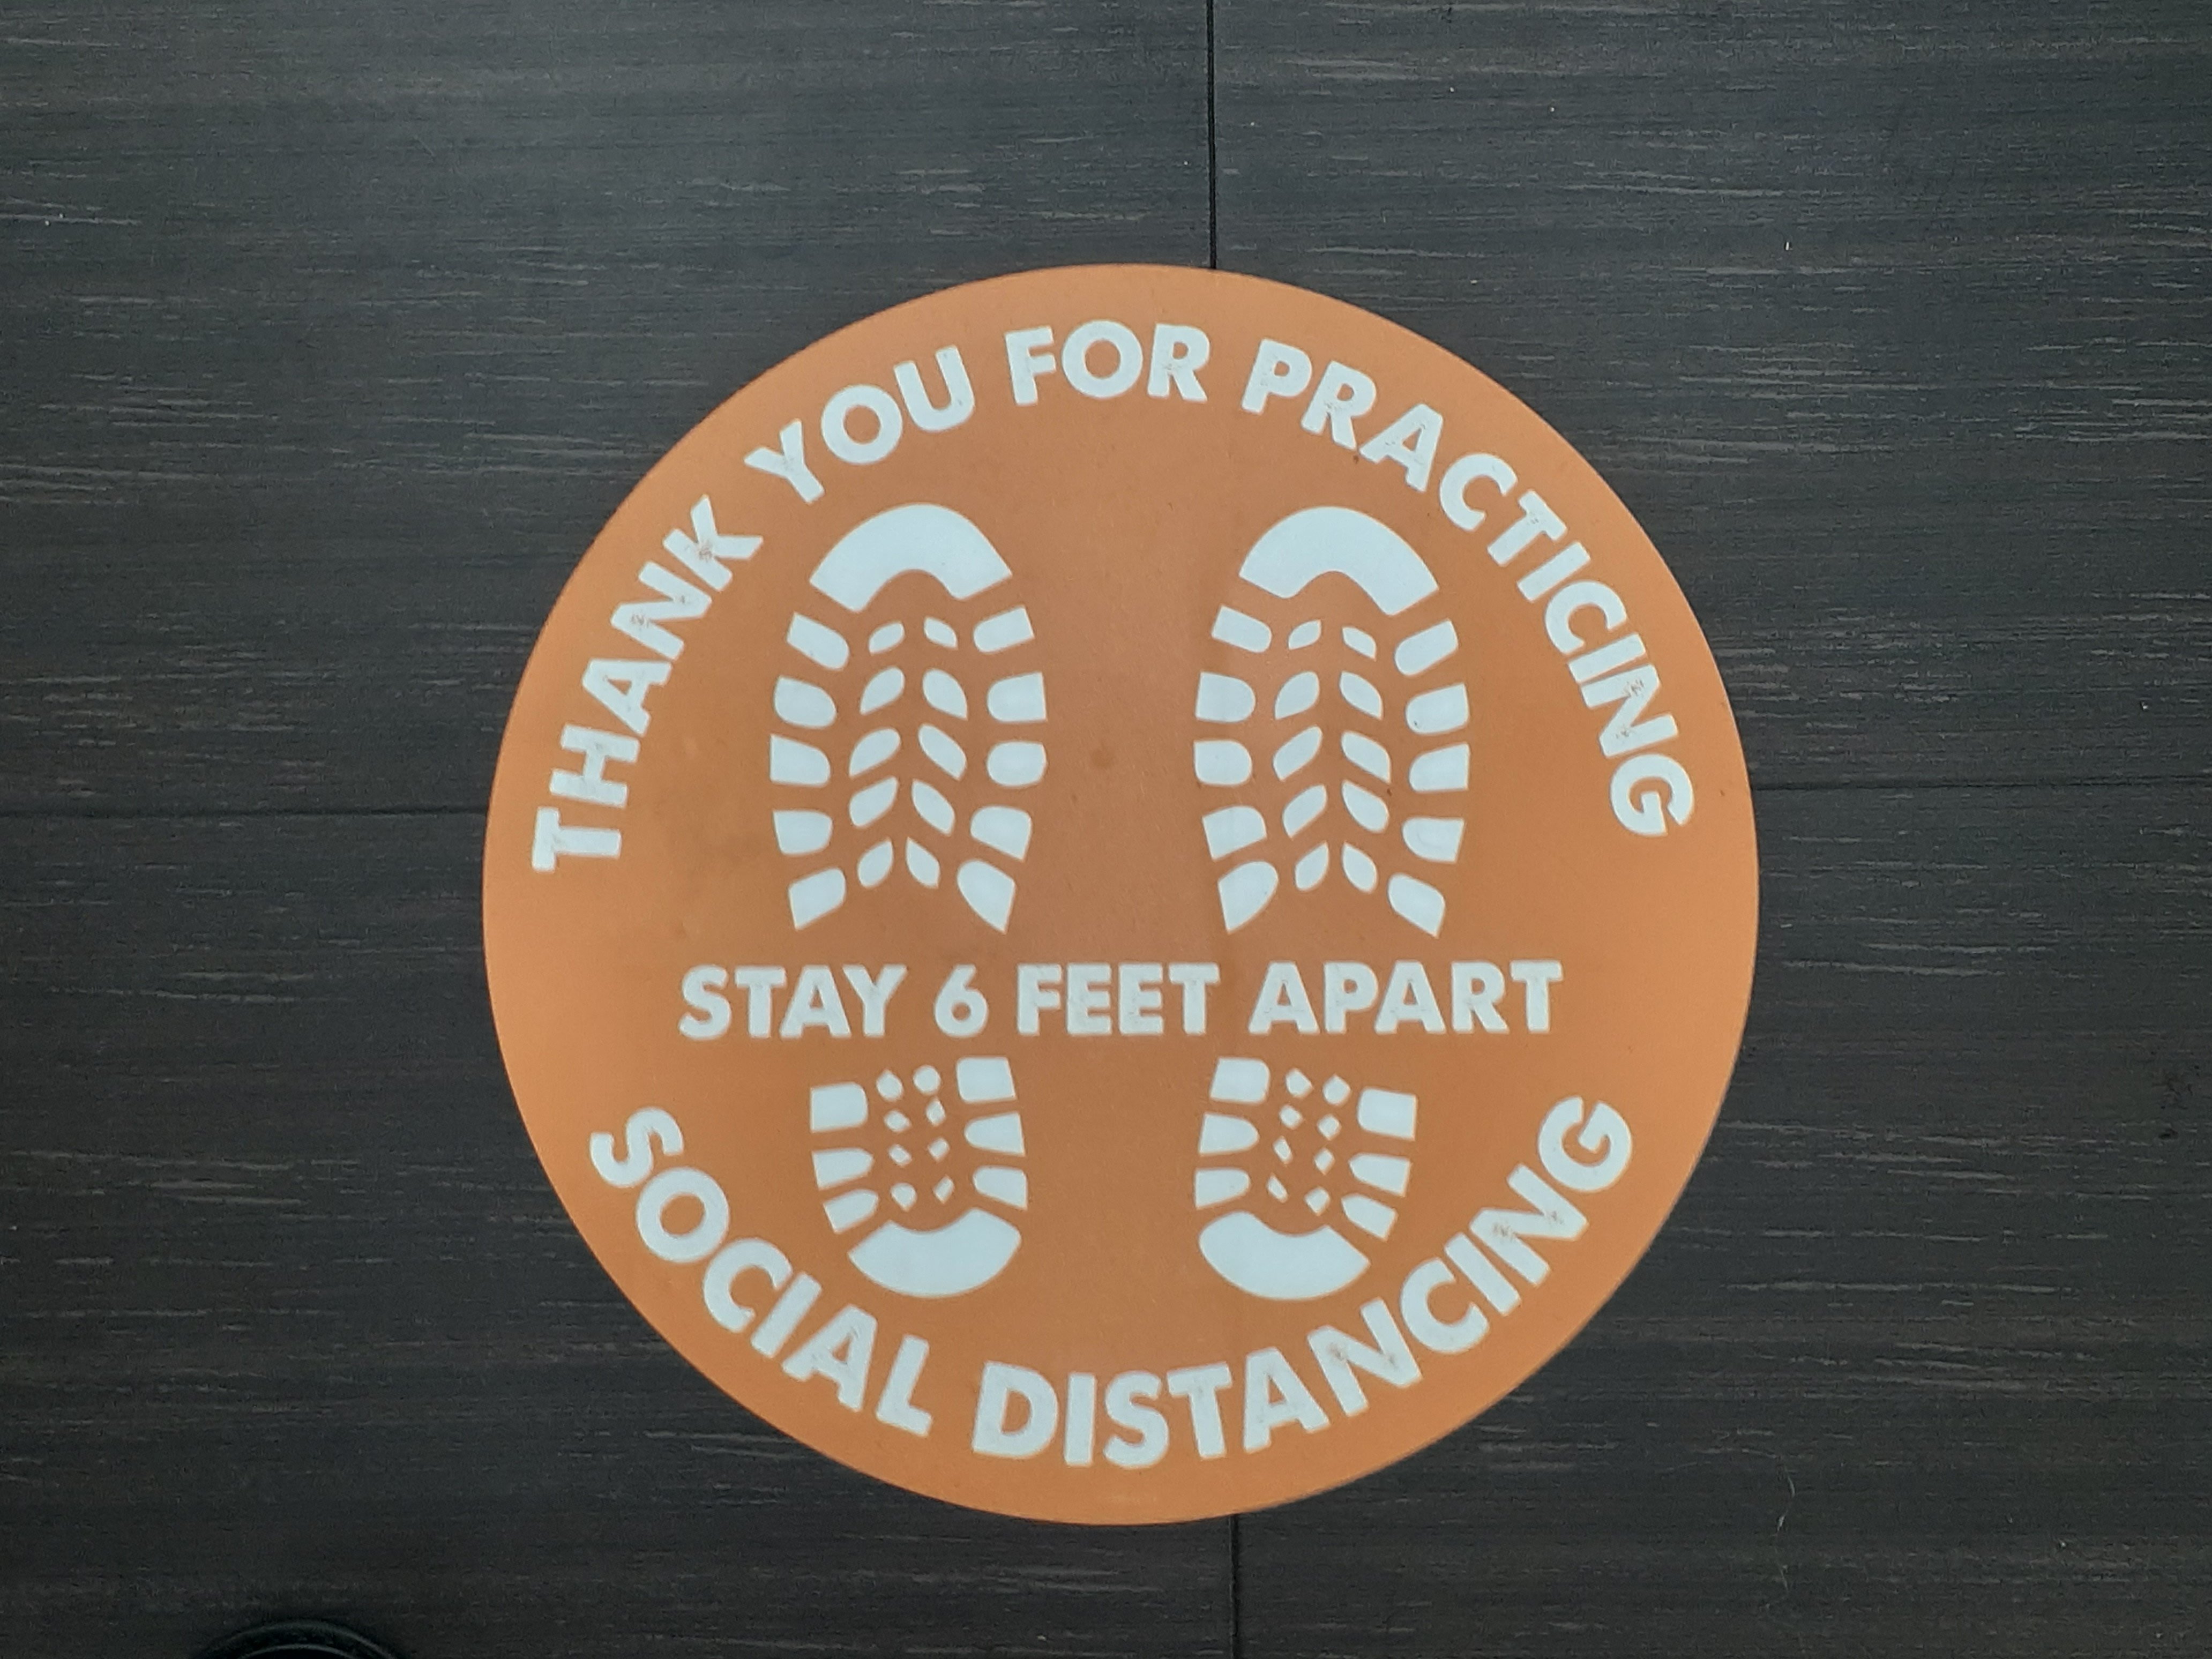 THANK YOU FOR PRACTICING
STAY 6 FEET APART
SOCIAL DISTANCING